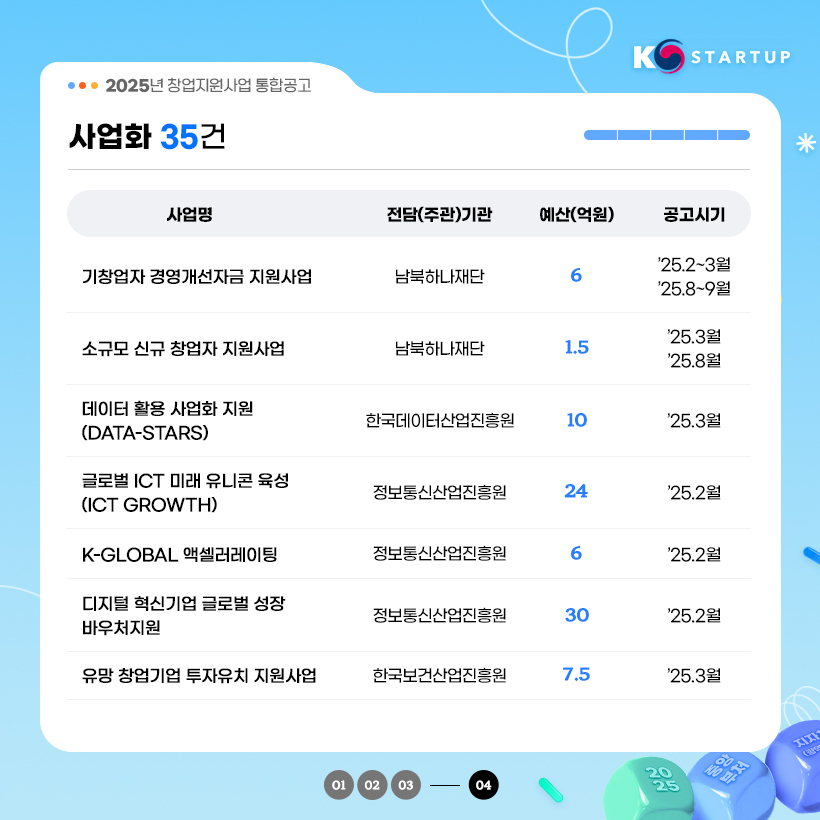 K STARTUP
2025년 창업지원사업 통합공고
사업화 35건
사업명 전담(주관)기관 예산(억원) 공고시기
기창업자 경영개선자금 지원사업 남북하나재단 6 ’25.2~3월
’25.8~9월
소규모 신규 창업자 지원사업 남북하나재단 1.5 ’25.3월
’25.8월
데이터 활용 사업화 지원
(DATA-STARS) 한국데이터산업진흥원 10 ’25.3월
글로벌 ICT 미래 유니콘 육성
(ICT GROWTH) 정보통신산업진흥원 24 ’25.2월
K-GLOBAL 액셀러레이팅 정보통신산업진흥원 6 ’25.2월
디지털 혁신기업 글로벌 성장
바우처지원 정보통신산업진흥원 30 ’25.2월
유망 창업기업 투자유치 지원사업 한국보건산업진흥원 7.5 ’25.3월
01 02 03 04
20
25